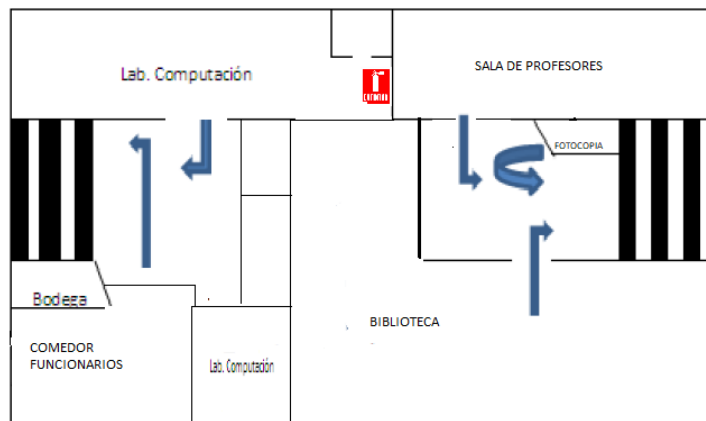 Lab. Computación
SALA DE PROFESORES
FOTOCOPIA
Bodega
BIBLIOTECA
COMEDOR
FUNCIONARIOS
Lab. Computación